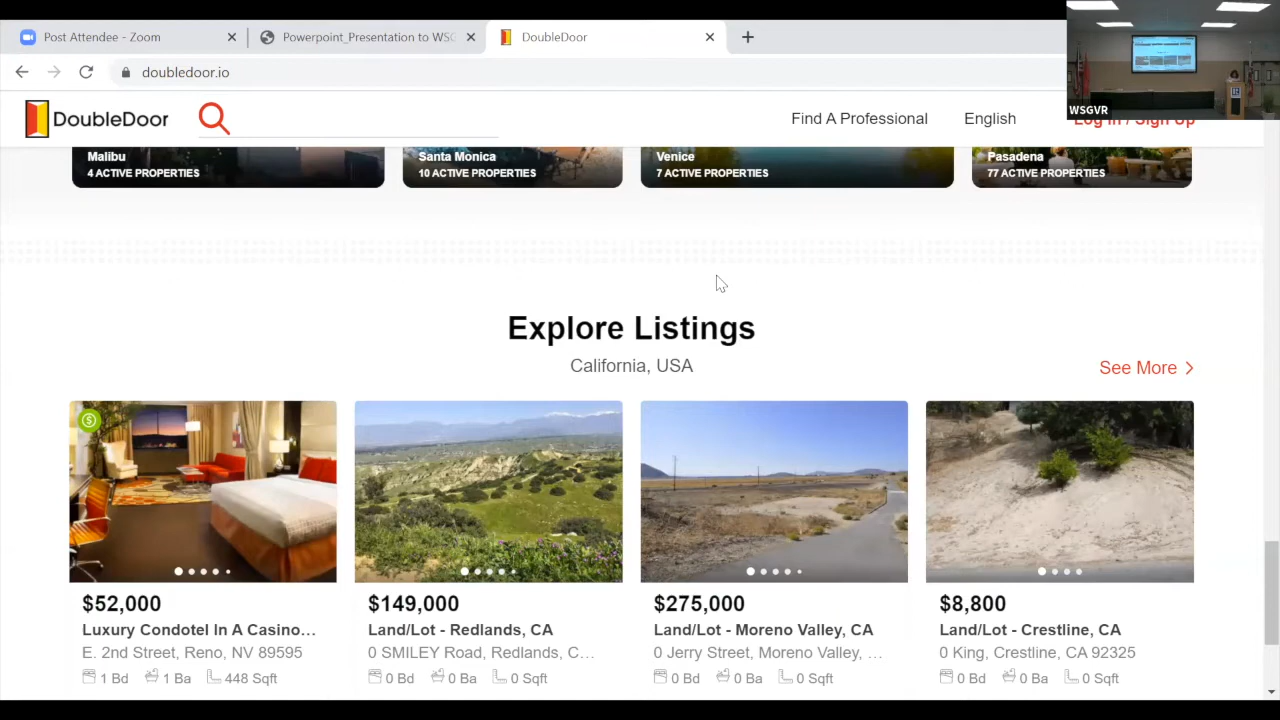 Post Attendee - Zoom
Powerpoint_Presentation to WSG
DoubleDoor
doubledoor.io
WSGVR
DoubleDoor
Find A Professional
English
Log In / Sign Up
Malibu
4 ACTIVE PROPERTIES
Santa Monica
10 ACTIVE PROPERTIES
Venice
7 ACTIVE PROPERTIES
Pasadena
77 ACTIVE PROPERTIES
Explore Listings
California, USA
See More
$52,000
Luxury Condotel In A Casino...
E. 2nd Street, Reno, NV 89595
1 Bd 1 Ba 448 Sqft
$149,000
Land/Lot - Redlands, CA
0 SMILEY Road, Redlands, C...
0 Bd 0 Ba 0 Sqft
$275,000
Land/Lot - Moreno Valley, CA
0 Jerry Street, Moreno Valley, ...
0 Bd 0 Ba 0 Sqft
$8,800
Land/Lot - Crestline, CA
0 King, Crestline, CA 92325
0 Bd 0 Ba 0 Sqft